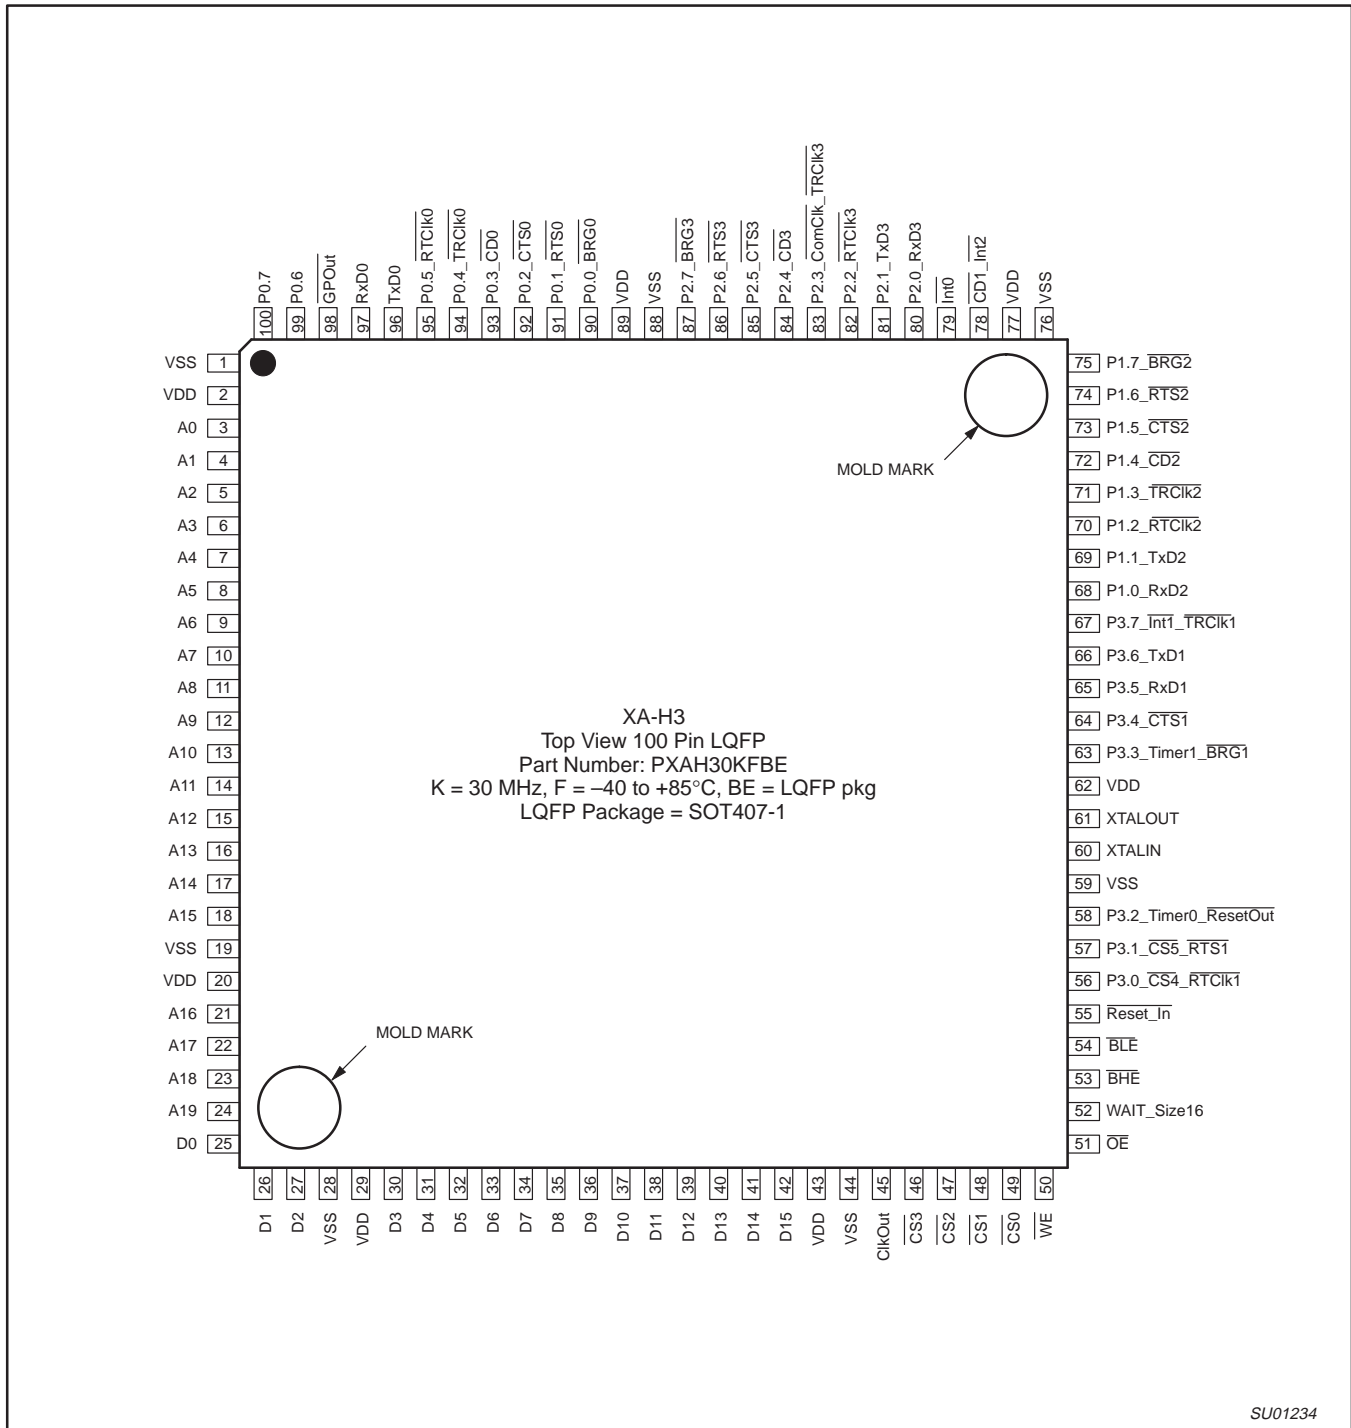 P0.7
P0.6
GPOut
RxD0
TxD0
P0.5_RTClk0
P0.4_TRClk0
P0.3_CD0
P0.2_CTS0
P0.1_RTS0
P0.0_BRG0
VDD
VSS
P2.7_BRG3
P2.6_RTS3
P2.5_CTS3
P2.4_CD3
P2.3_ComClk_TRClk3
P2.2_RTClk3
P2.1_TxD3
P2.0_RxD3
Int0
CD1_Int2
VDD
VSS
100 99 98 97 96 95 94 93 92 91 90 89 88 87 86 85 84 83 82 81 80 79 78 77 76
VSS 1
VDD 2
A0 3
A1 4
A2 5
A3 6
A4 7
A5 8
A6 9
A7 10
A8 11
A9 12
A10 13
A11 14
A12 15
A13 16
A14 17
A15 18
VSS 19
VDD 20
A16 21
A17 22
A18 23
A19 24
D0 25
MOLD MARK
XA-H3
Top View 100 Pin LQFP
Part Number: PXAH30KFBE
K = 30 MHz, F = –40 to +85°C, BE = LQFP pkg
LQFP Package = SOT407-1
MOLD MARK
75 P1.7_BRG2
74 P1.6_RTS2
73 P1.5_CTS2
72 P1.4_CD2
71 P1.3_TRClk2
70 P1.2_RTClk2
69 P1.1_TxD2
68 P1.0_RxD2
67 P3.7_Int1_TRClk1
66 P3.6_TxD1
65 P3.5_RxD1
64 P3.4_CTS1
63 P3.3_Timer1_BRG1
62 VDD
61 XTALOUT
60 XTALIN
59 VSS
58 P3.2_Timer0_ResetOut
57 P3.1_CS5_RTS1
56 P3.0_CS4_RTClk1
55 Reset_In
54 BLE
53 BHE
52 WAIT_Size16
51 OE
26 27 28 29 30 31 32 33 34 35 36 37 38 39 40 41 42 43 44 45 46 47 48 49 50
D1
D2
VSS
VDD
D3
D4
D5
D6
D7
D8
D9
D10
D11
D12
D13
D14
D15
VDD
VSS
ClkOut
CS3
CS2
CS1
CS0
WE
SU01234